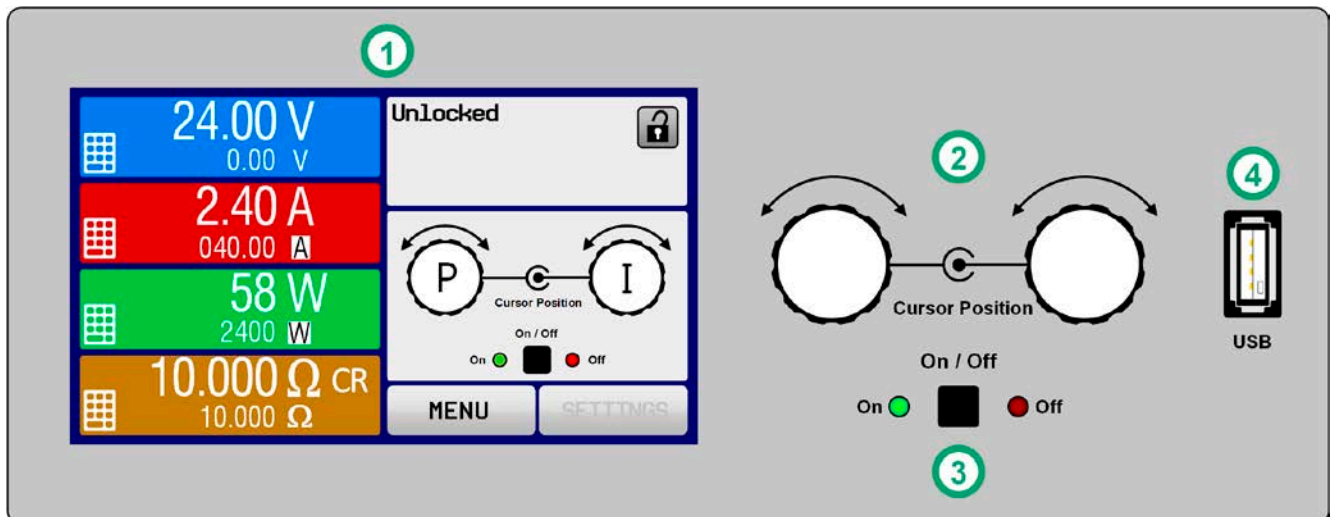 1
24.00 V
0.00 V
2.40 A
040.00 A
58 W
2400 W
10.000 Ω CR
10.000 Ω
Unlocked
P
I
Cursor Position
On / Off
On
Off
MENU
SETTTNGS
2
Cursor Position
On / Off
On
Off
3
4
USB